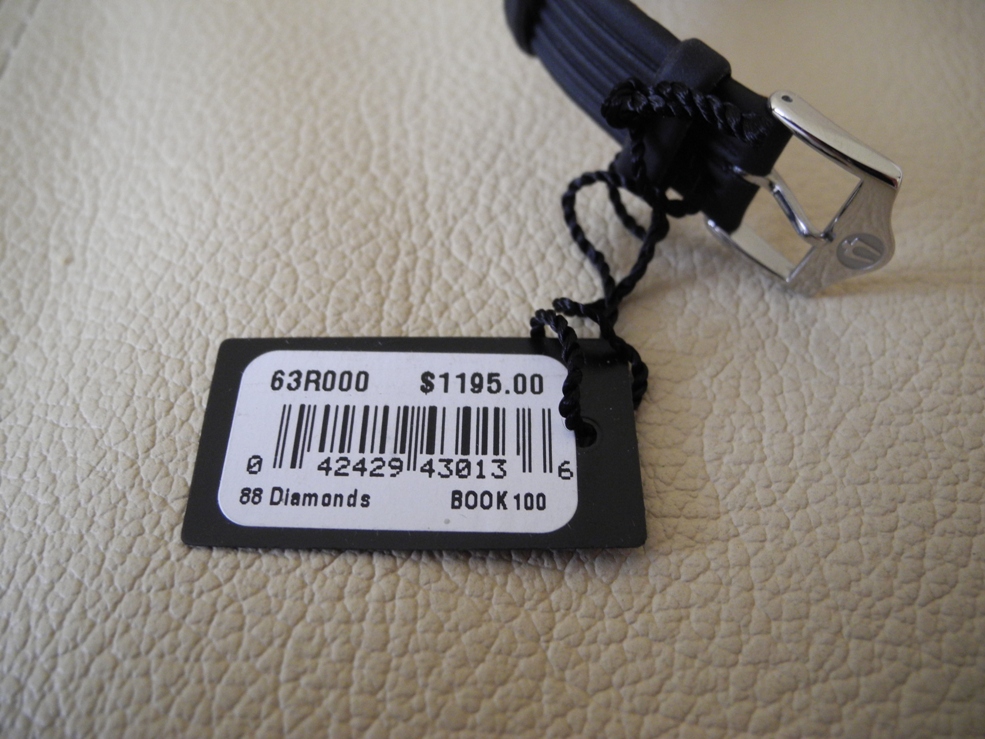 63R000 $1195.00
0 42429 43013 6
88 Diamonds BOOK100